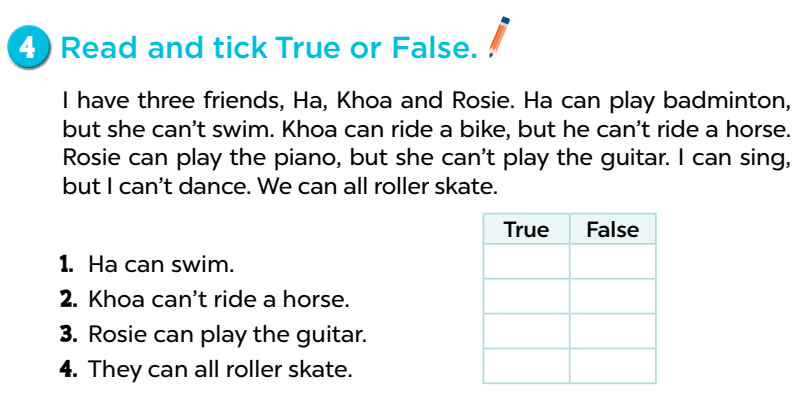 4 Read and tick True or False.
I have three friends, Ha, Khoa and Rosie. Ha can play badminton,
but she can’t swim. Khoa can ride a bike, but he can’t ride a horse.
Rosie can play the piano, but she can’t play the guitar. I can sing,
but I can’t dance. We can all roller skate.
True False
1. Ha can swim.
2. Khoa can’t ride a horse.
3. Rosie can play the guitar.
4. They can all roller skate.